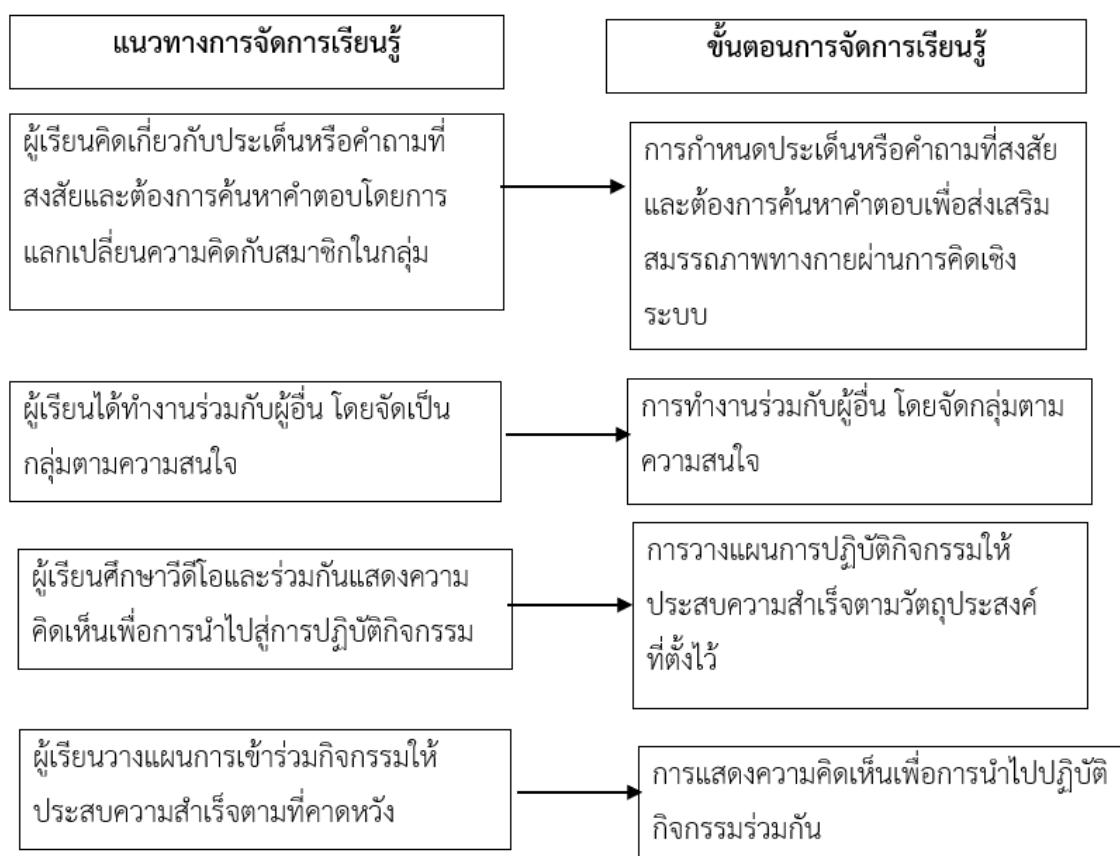 แนวทางการจัดการเรียนรู้
ขั้นตอนการจัดการเรียนรู้
ผู้เรียนคิดเกี่ยวกับประเด็นหรือคำถามที่
สงสัยและต้องการค้นหาคำตอบโดยการ
แลกเปลี่ยนความคิดกับสมาชิกในกลุ่ม
การกำหนดประเด็นหรือคำถามที่สงสัย
และต้องการค้นหาคำตอบเพื่อส่งเสริม
สมรรถภาพทางกายผ่านการคิดเชิง
ระบบ
ผู้เรียนได้ทำงานร่วมกับผู้อื่น โดยจัดเป็น
กลุ่มตามความสนใจ
การทำงานร่วมกับผู้อื่น โดยจัดกลุ่มตาม
ความสนใจ
ผู้เรียนศึกษาวีดีโอและร่วมกันแสดงความ
คิดเห็นเพื่อการนำไปสู่การปฏิบัติกิจกรรม
การวางแผนการปฏิบัติกิจกรรมให้
ประสบความสำเร็จตามวัตถุประสงค์
ที่ตั้งไว้
ผู้เรียนวางแผนการเข้าร่วมกิจกรรมให้
ประสบความสำเร็จตามที่คาดหวัง
การแสดงความคิดเห็นเพื่อการนำไปปฏิบัติ
กิจกรรมร่วมกัน